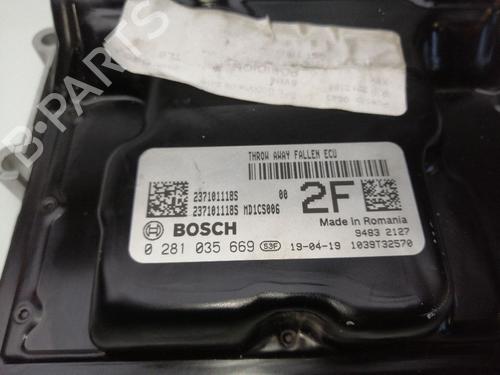 B-PARTS
THROW AWAY FALLEN ECU
237101118S 00
237101118S MD1CS006
2F
Made in Romania
BOSCH
9483 2127
0 281 035 669 53F 19-04-19 1039T32570